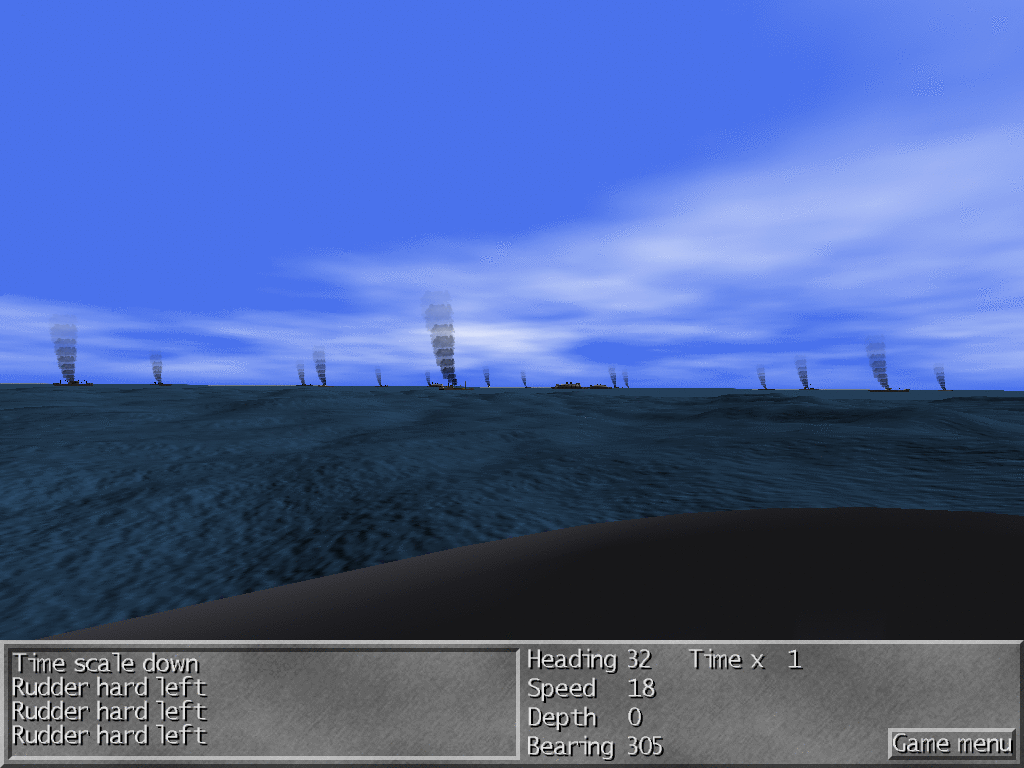 Time scale down
Rudder hard left
Rudder hard left
Rudder hard left
Heading 32 Time x 1
Speed 18
Depth 0
Bearing 305
Game menu